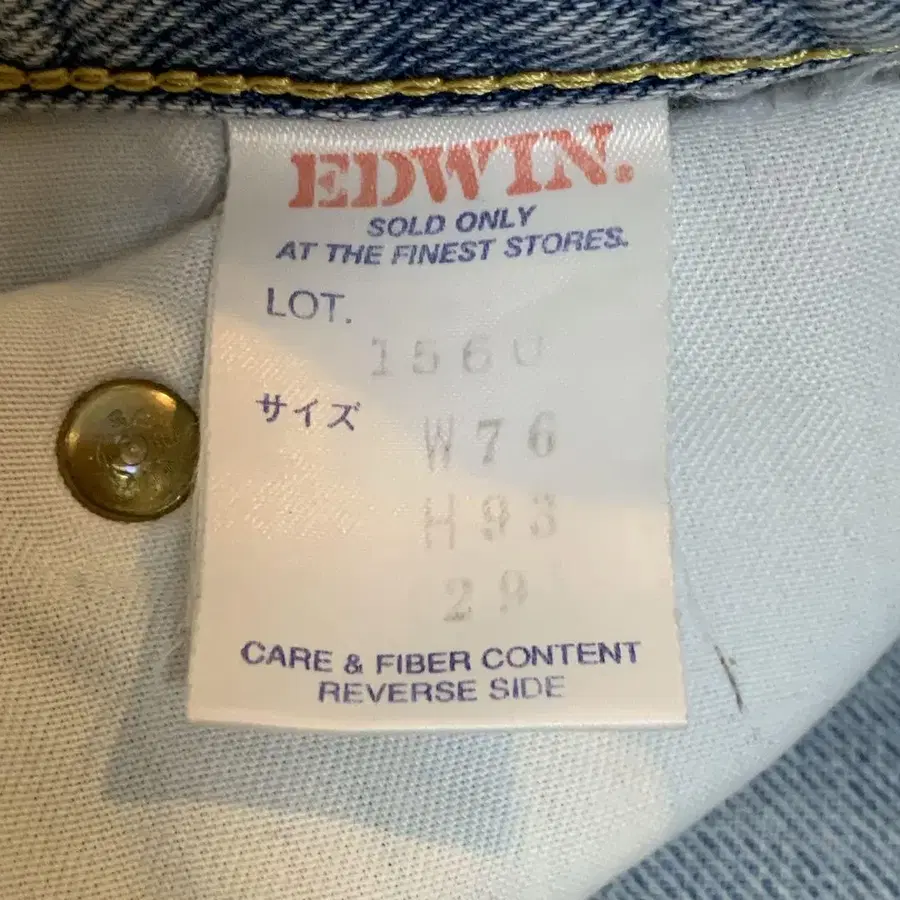 EDWIN.
SOLD ONLY
AT THE FINEST STORES.
LOT.
1560
サイズ
W76
H93
29
CARE & FIBER CONTENT
REVERSE SIDE